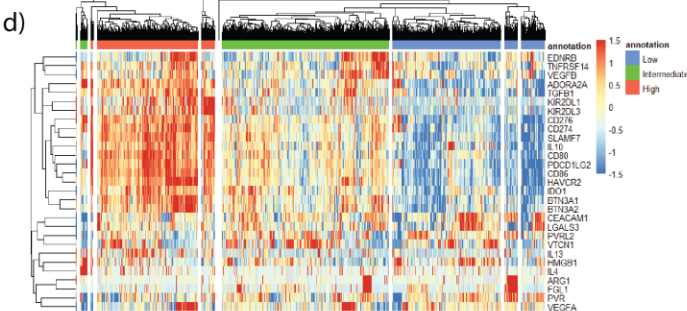 d)
annotation
EDNRB
TNFRSF14
VEGFB
ADORA2A
TGFB1
KIR2DL1
KIR2DL3
CD276
CD274
SLAMF7
IL10
CD80
PDCD1LG2
CD86
HAVCR2
IDO1
BTN3A1
BTN3A2
CEACAM1
LGALS3
PVRL2
VTCN1
IL13
HMGB1
IL4
ARG1
FGL1
PVR
VEGFA
1.5
1
0.5
0
-0.5
-1
-1.5
annotation
Low
Intermediate
High